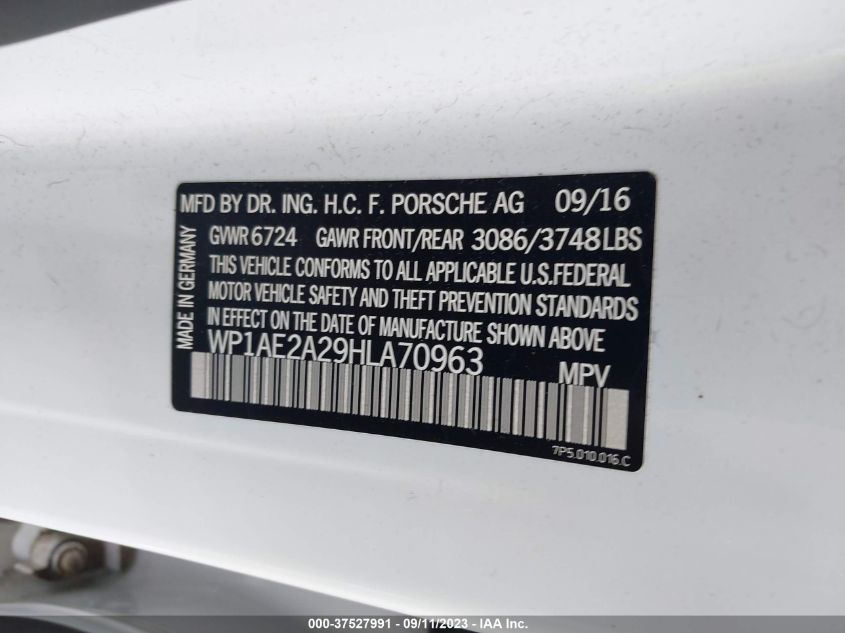 MFD BY DR. ING. H.C. F. PORSCHE AG 09/16
GVWR 6724 GAWR FRONT/REAR 3086/3748LBS
THIS VEHICLE CONFORMS TO ALL APPLICABLE U.S.FEDERAL
MOTOR VEHICLE SAFETY AND THEFT PREVENTION STANDARDS
IN EFFECT ON THE DATE OF MANUFACTURE SHOWN ABOVE
WP1AE2A29HLA70963 MPV
7P5.010.016.C
MADE IN GERMANY
000-37527991 - 09/11/2023 - IAA Inc.